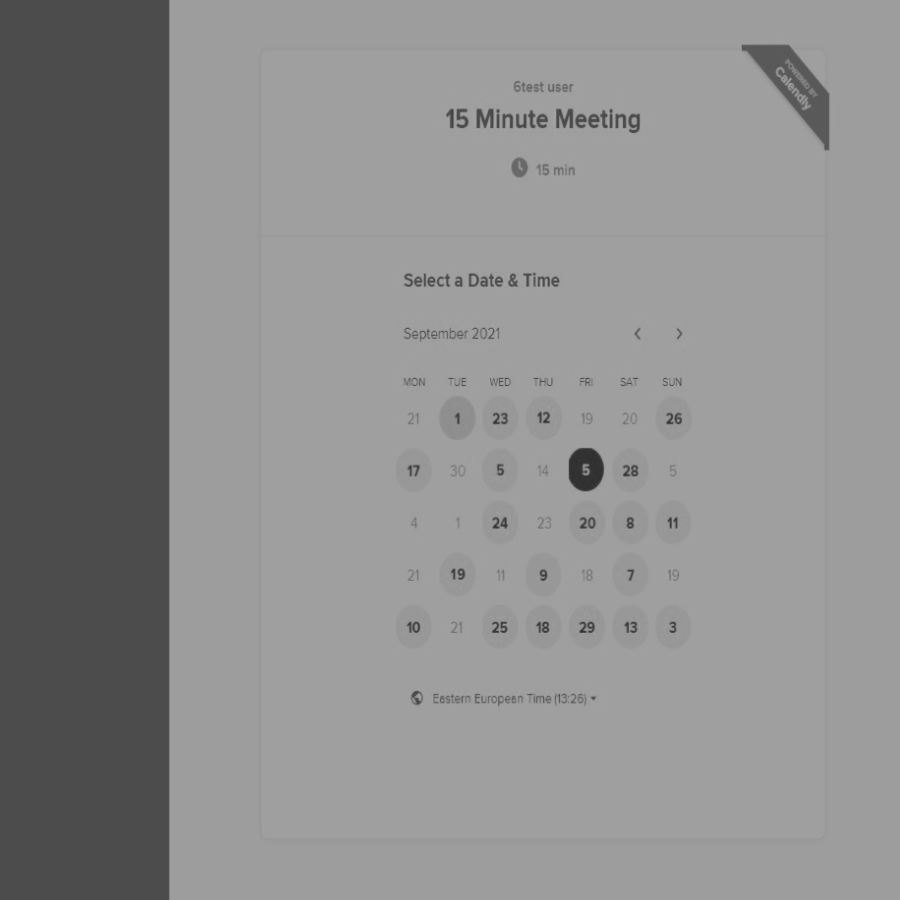 POWERED BY
Calendly
6test user
15 Minute Meeting
15 min
Select a Date & Time
September 2021
MON TUE WED THU FRI SAT SUN
21 1 23 12 19 20 26
17 30 5 14 5 28 5
4 1 24 23 20 8 11
21 19 11 9 18 7 19
10 21 25 18 29 13 3
Eastern European Time (13:26)